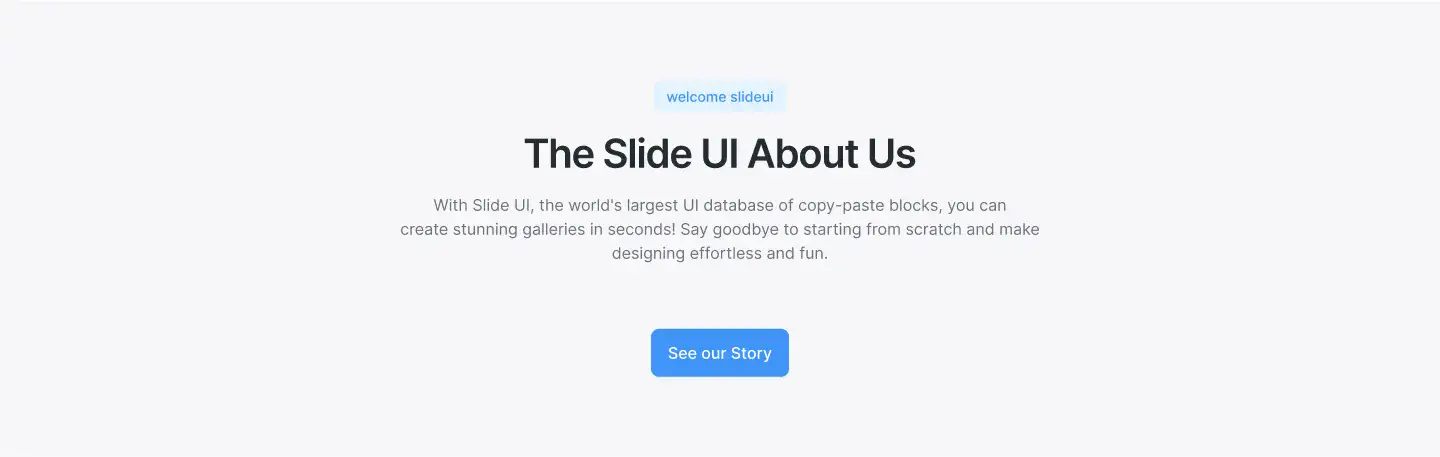 welcome slideui
The Slide UI About Us
With Slide UI, the world's largest UI database of copy-paste blocks, you can
create stunning galleries in seconds! Say goodbye to starting from scratch and make
designing effortless and fun.
See our Story